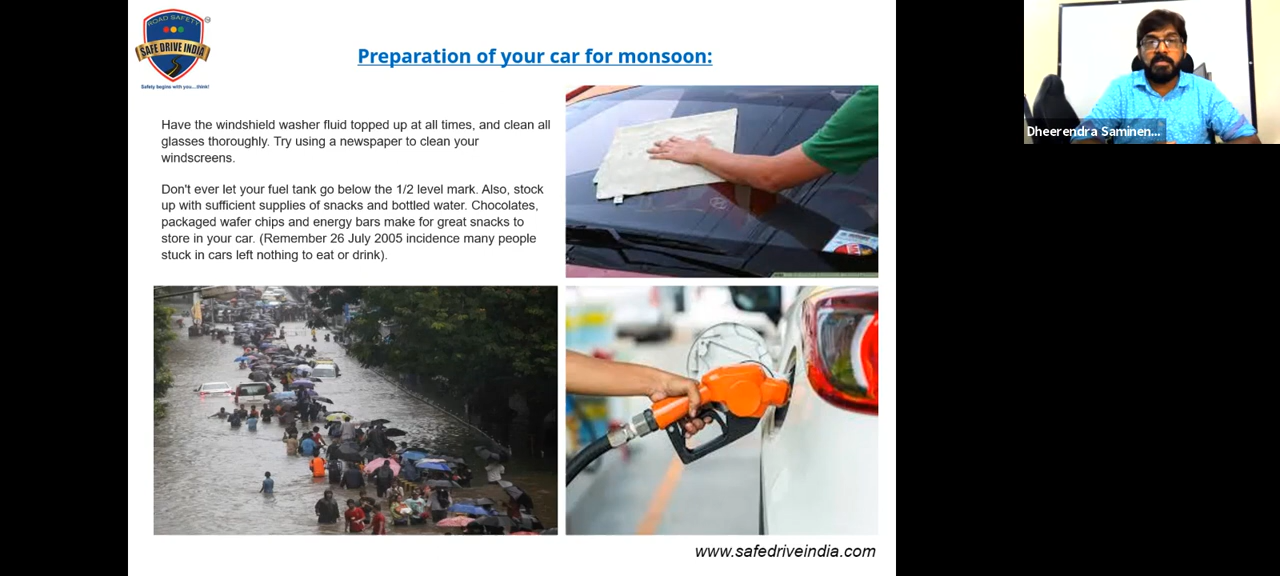 ROAD SAFETY
SAFE DRIVE INDIA
Safety begins with you...think!
Preparation of your car for monsoon:
Have the windshield washer fluid topped up at all times, and clean all
glasses thoroughly. Try using a newspaper to clean your
windscreens.
Don't ever let your fuel tank go below the 1/2 level mark. Also, stock
up with sufficient supplies of snacks and bottled water. Chocolates,
packaged wafer chips and energy bars make for great snacks to
store in your car. (Remember 26 July 2005 incidence many people
stuck in cars left nothing to eat or drink).
www.safedriveindia.com
Dheerendra Saminen...